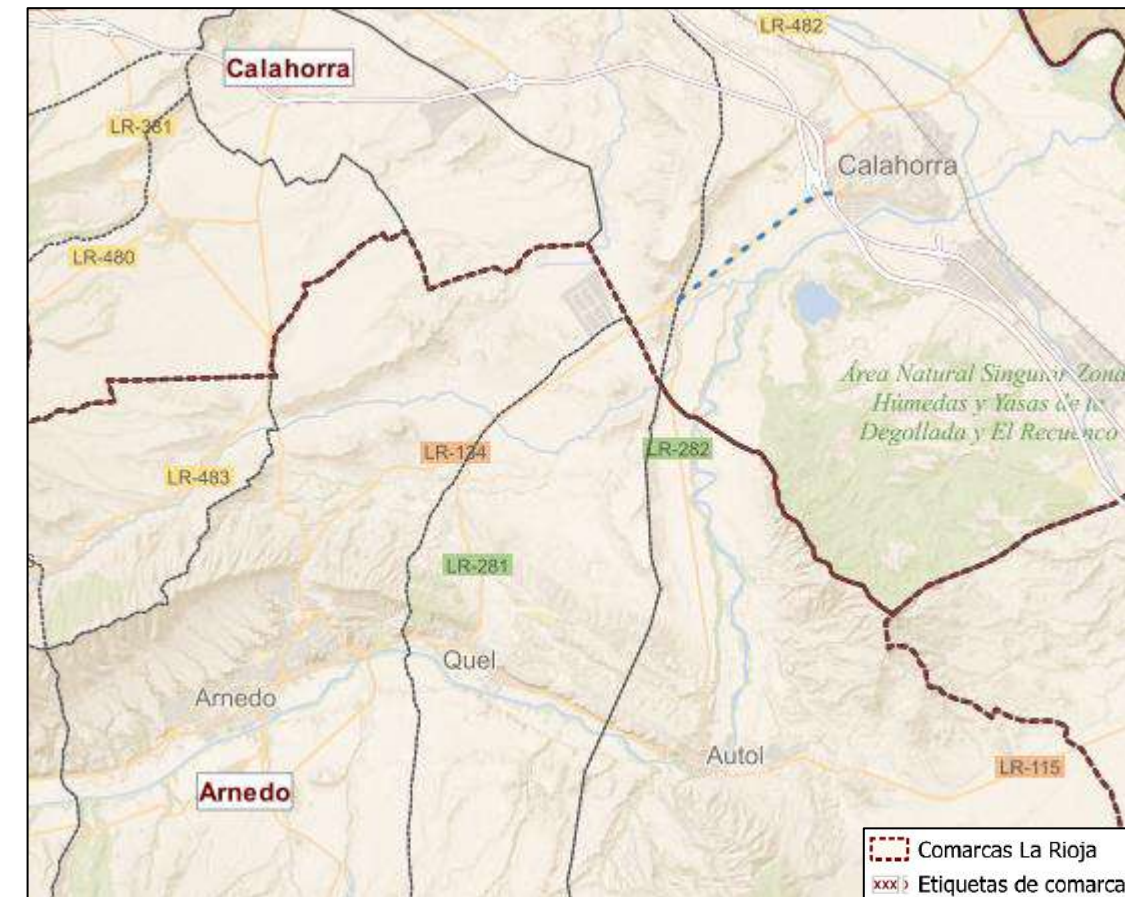 LR-482
Calahorra
LR-381
Calahorra
LR-480
Área Natural Singular Zona
Húmedas y Yasas de la
Degollada y El Recuenco
LR-134
LR-282
LR-483
LR-281
Quel
Arnedo
Autol
LR-115
Arnedo
Comarcas La Rioja
xxx Etiquetas de comarca